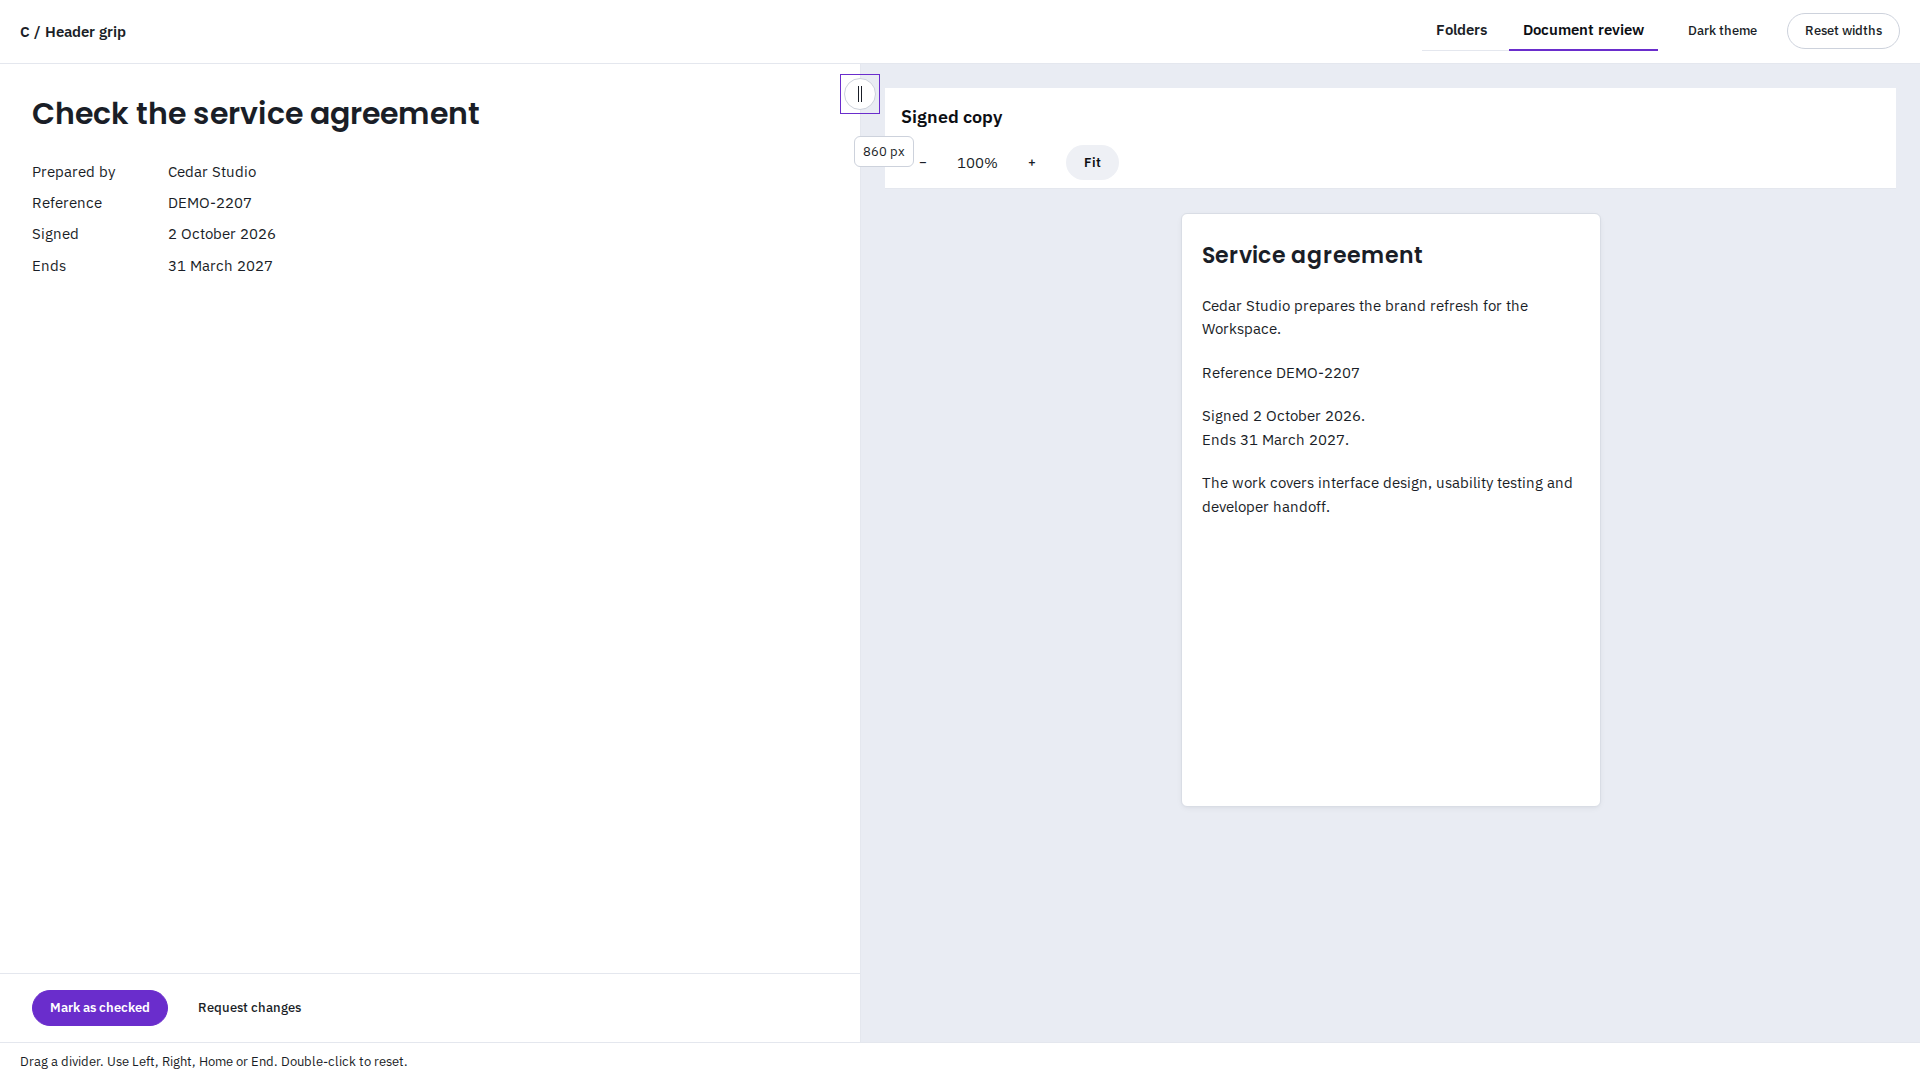 C / Header grip
Folders
Document review
Dark theme
Reset widths
Check the service agreement
Prepared by Cedar Studio
Reference DEMO-2207
Signed 2 October 2026
Ends 31 March 2027
860 px
Signed copy
− 100% + Fit
Service agreement
Cedar Studio prepares the brand refresh for the
Workspace.
Reference DEMO-2207
Signed 2 October 2026.
Ends 31 March 2027.
The work covers interface design, usability testing and
developer handoff.
Mark as checked
Request changes
Drag a divider. Use Left, Right, Home or End. Double-click to reset.